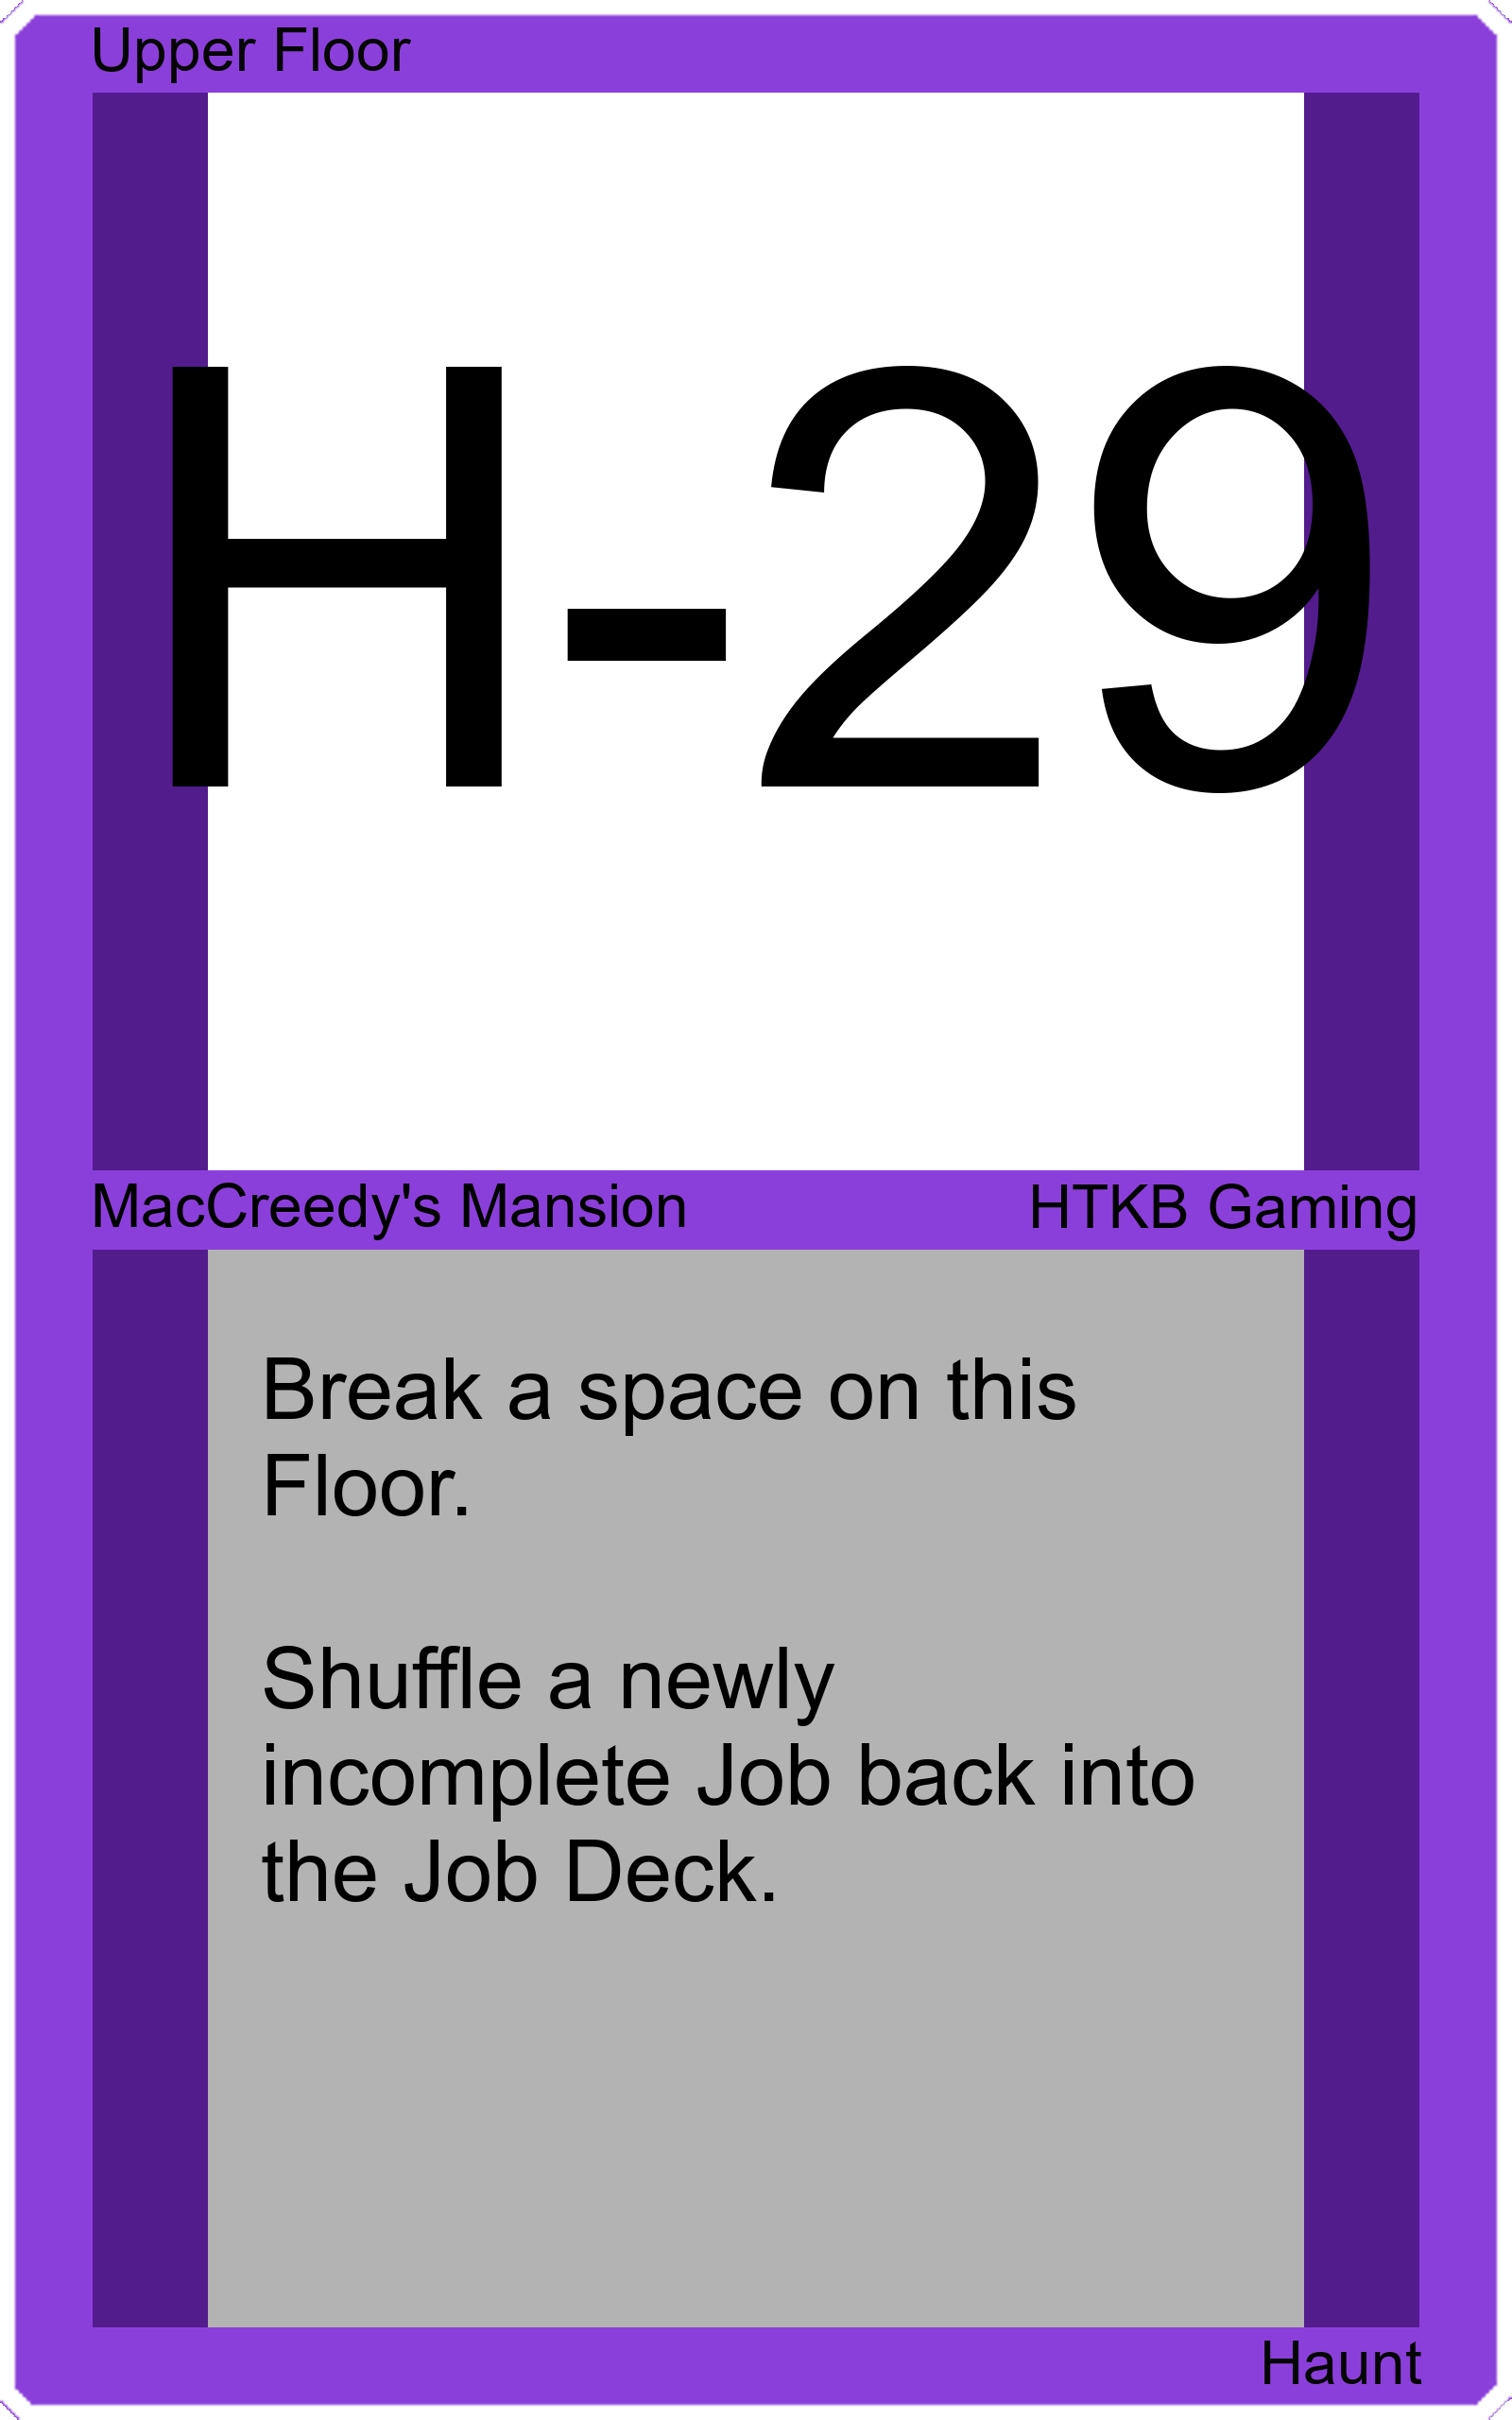 Upper Floor
H-29
MacCreedy's Mansion
HTKB Gaming
Break a space on this
Floor.
Shuffle a newly
incomplete Job back into
the Job Deck.
Haunt